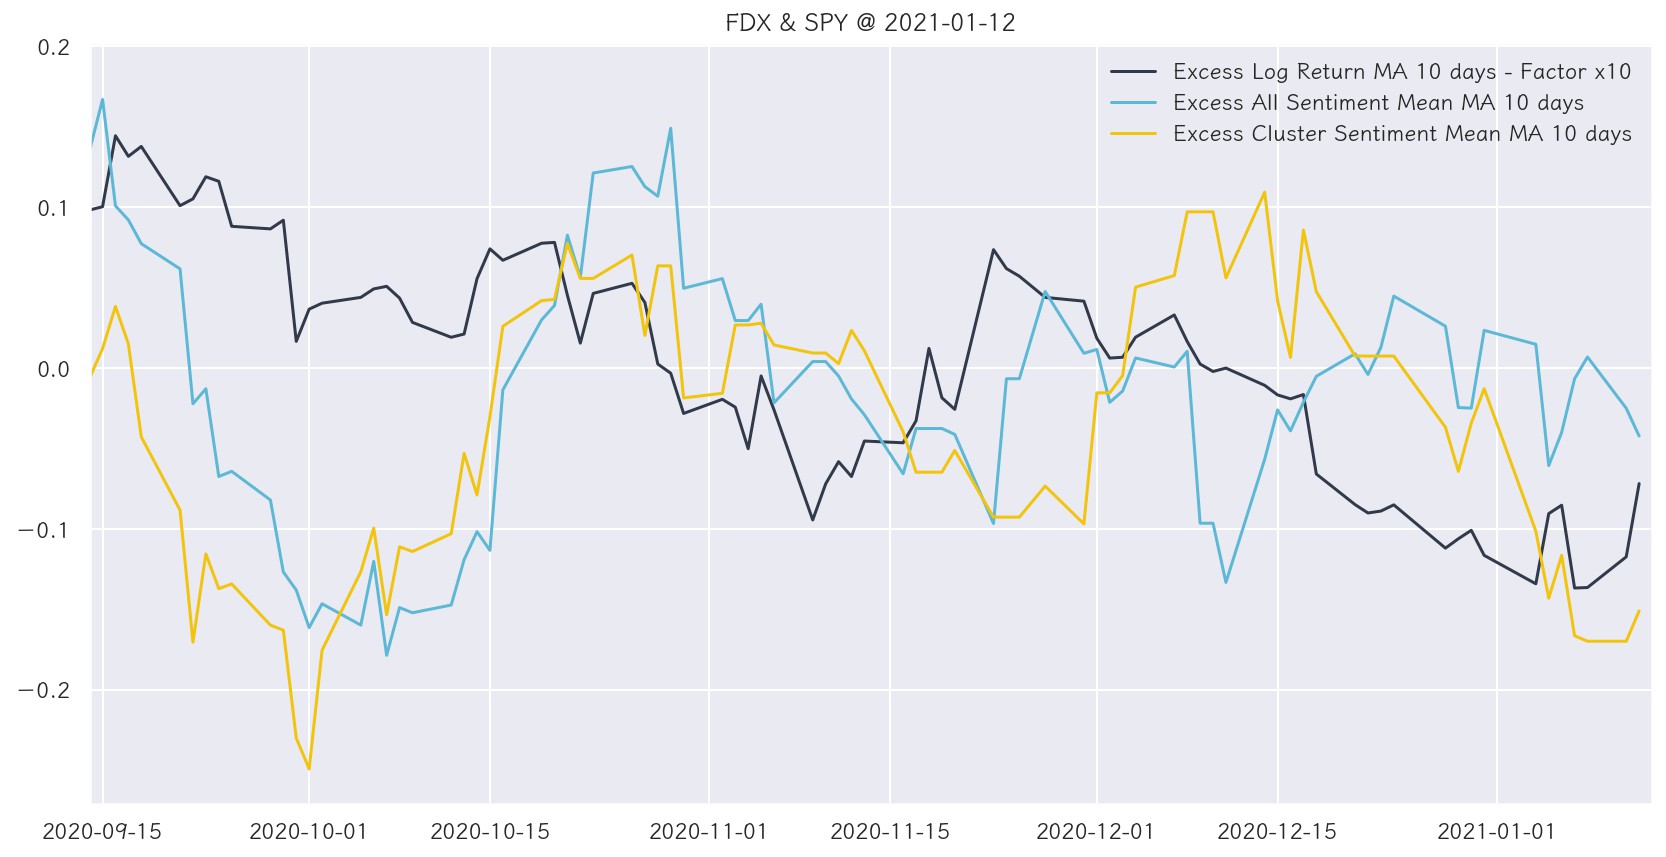 FDX & SPY @ 2021-01-12
0.2
0.1
0.0
−0.1
−0.2
Excess Log Return MA 10 days - Factor x10
Excess All Sentiment Mean MA 10 days
Excess Cluster Sentiment Mean MA 10 days
2020-09-15 2020-10-01 2020-10-15 2020-11-01 2020-11-15 2020-12-01 2020-12-15 2021-01-01